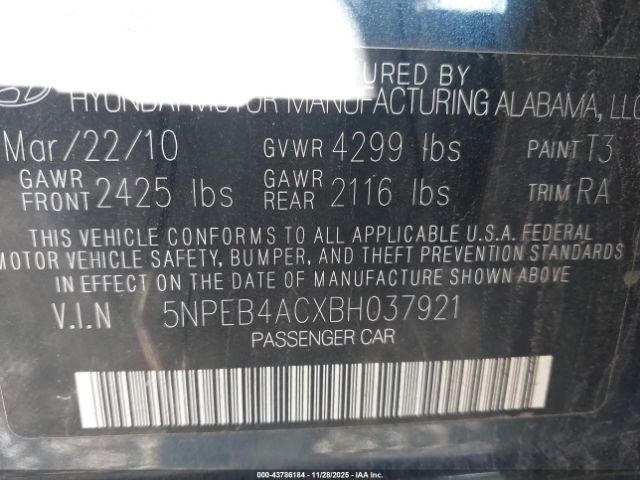 URED BY
HYUNDAI MOTOR MANUFACTURING ALABAMA, LLC
Mar/22/10 GVWR 4299 lbs PAINT T3
GAWR FRONT 2425 lbs GAWR REAR 2116 lbs TRIM RA
THIS VEHICLE CONFORMS TO ALL APPLICABLE U.S.A. FEDERAL
MOTOR VEHICLE SAFETY, BUMPER, AND THEFT PREVENTION STANDARDS
IN EFFECT ON THE DATE OF MANUFACTURE SHOWN ABOVE.
V.I.N 5NPEB4ACXBH037921
PASSENGER CAR
000-43786184 - 11/28/2025 - IAA Inc.